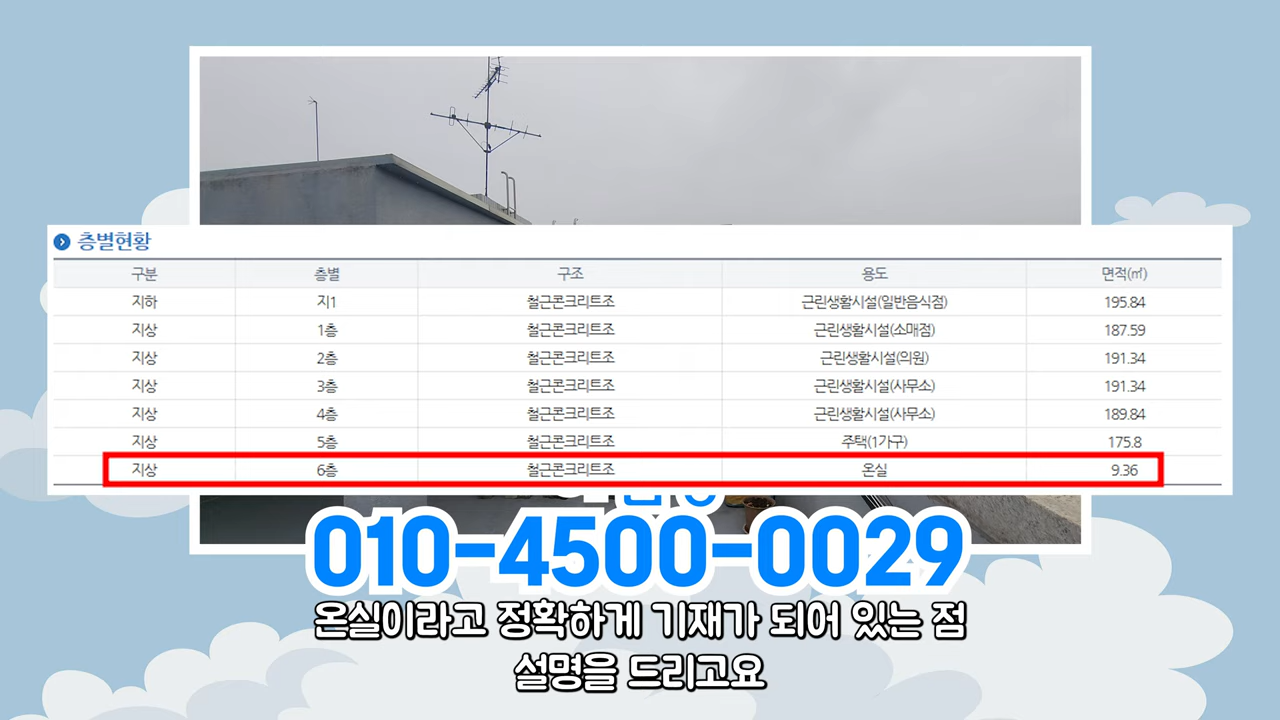 층별현황
구분 층별 구조 용도 면적(㎡)
지하 지1 철근콘크리트조 근린생활시설(일반음식점) 195.84
지상 1층 철근콘크리트조 근린생활시설(소매점) 187.59
지상 2층 철근콘크리트조 근린생활시설(의원) 191.34
지상 3층 철근콘크리트조 근린생활시설(사무소) 191.34
지상 4층 철근콘크리트조 근린생활시설(사무소) 189.84
지상 5층 철근콘크리트조 주택(1가구) 175.8
지상 6층 철근콘크리트조 온실 9.36
010-4500-0029
온실이라고 정확하게 기재가 되어 있는 점
설명을 드리고요